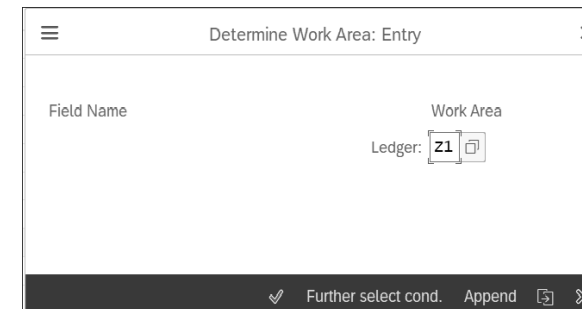 Determine Work Area: Entry
Field Name Work Area
Ledger: Z1
Further select cond. Append